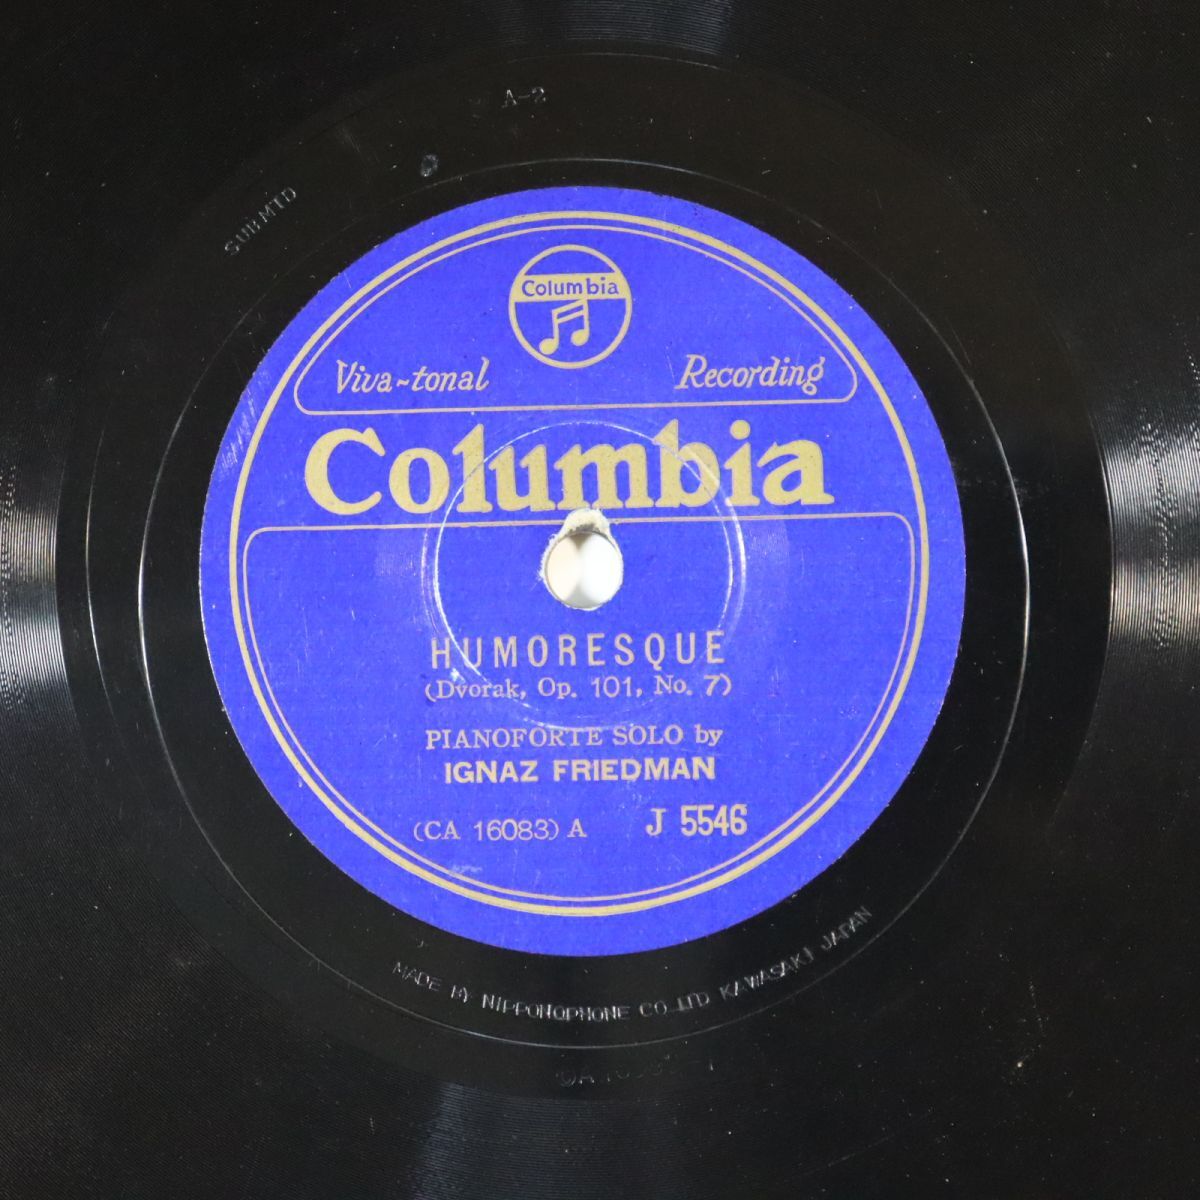 A-2
SUBMTD
Columbia
Viva-tonal Recording
Columbia
HUMORESQUE
(Dvorak, Op. 101, No. 7)
PIANOFORTE SOLO by
IGNAZ FRIEDMAN
(CA 16083) A J 5546
MADE BY NIPPONOPHONE CO LTD KAWASAKI JAPAN